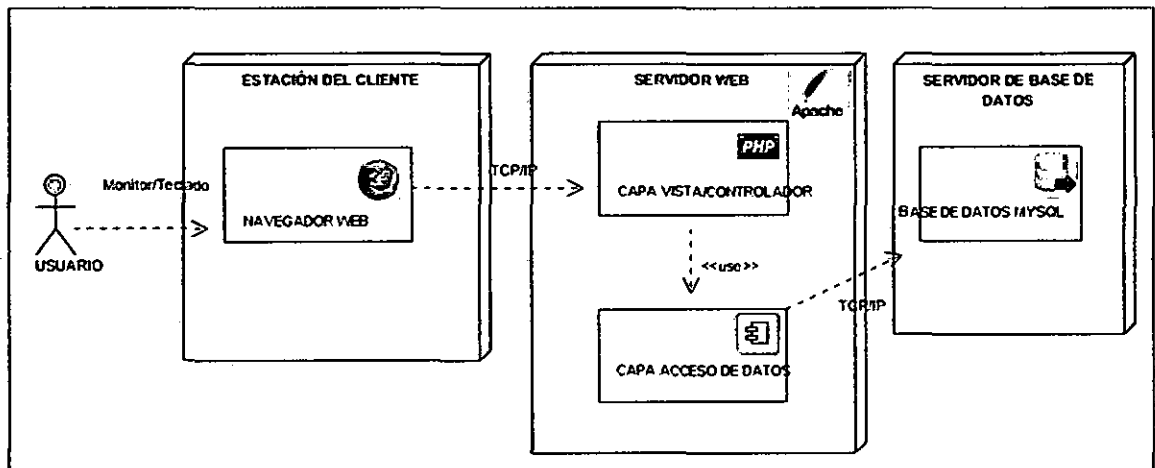 ESTACIÓN DEL CLIENTE
SERVIDOR WEB
SERVIDOR DE BASE DE
DATOS
Apache
PHP
TCP/IP
Monitor/Teclado
CAPA VISTA/CONTROLADOR
NAVEGADOR WEB
BASE DE DATOS MYSQL
USUARIO
<<use>>
TCP/IP
CAPA ACCESO DE DATOS